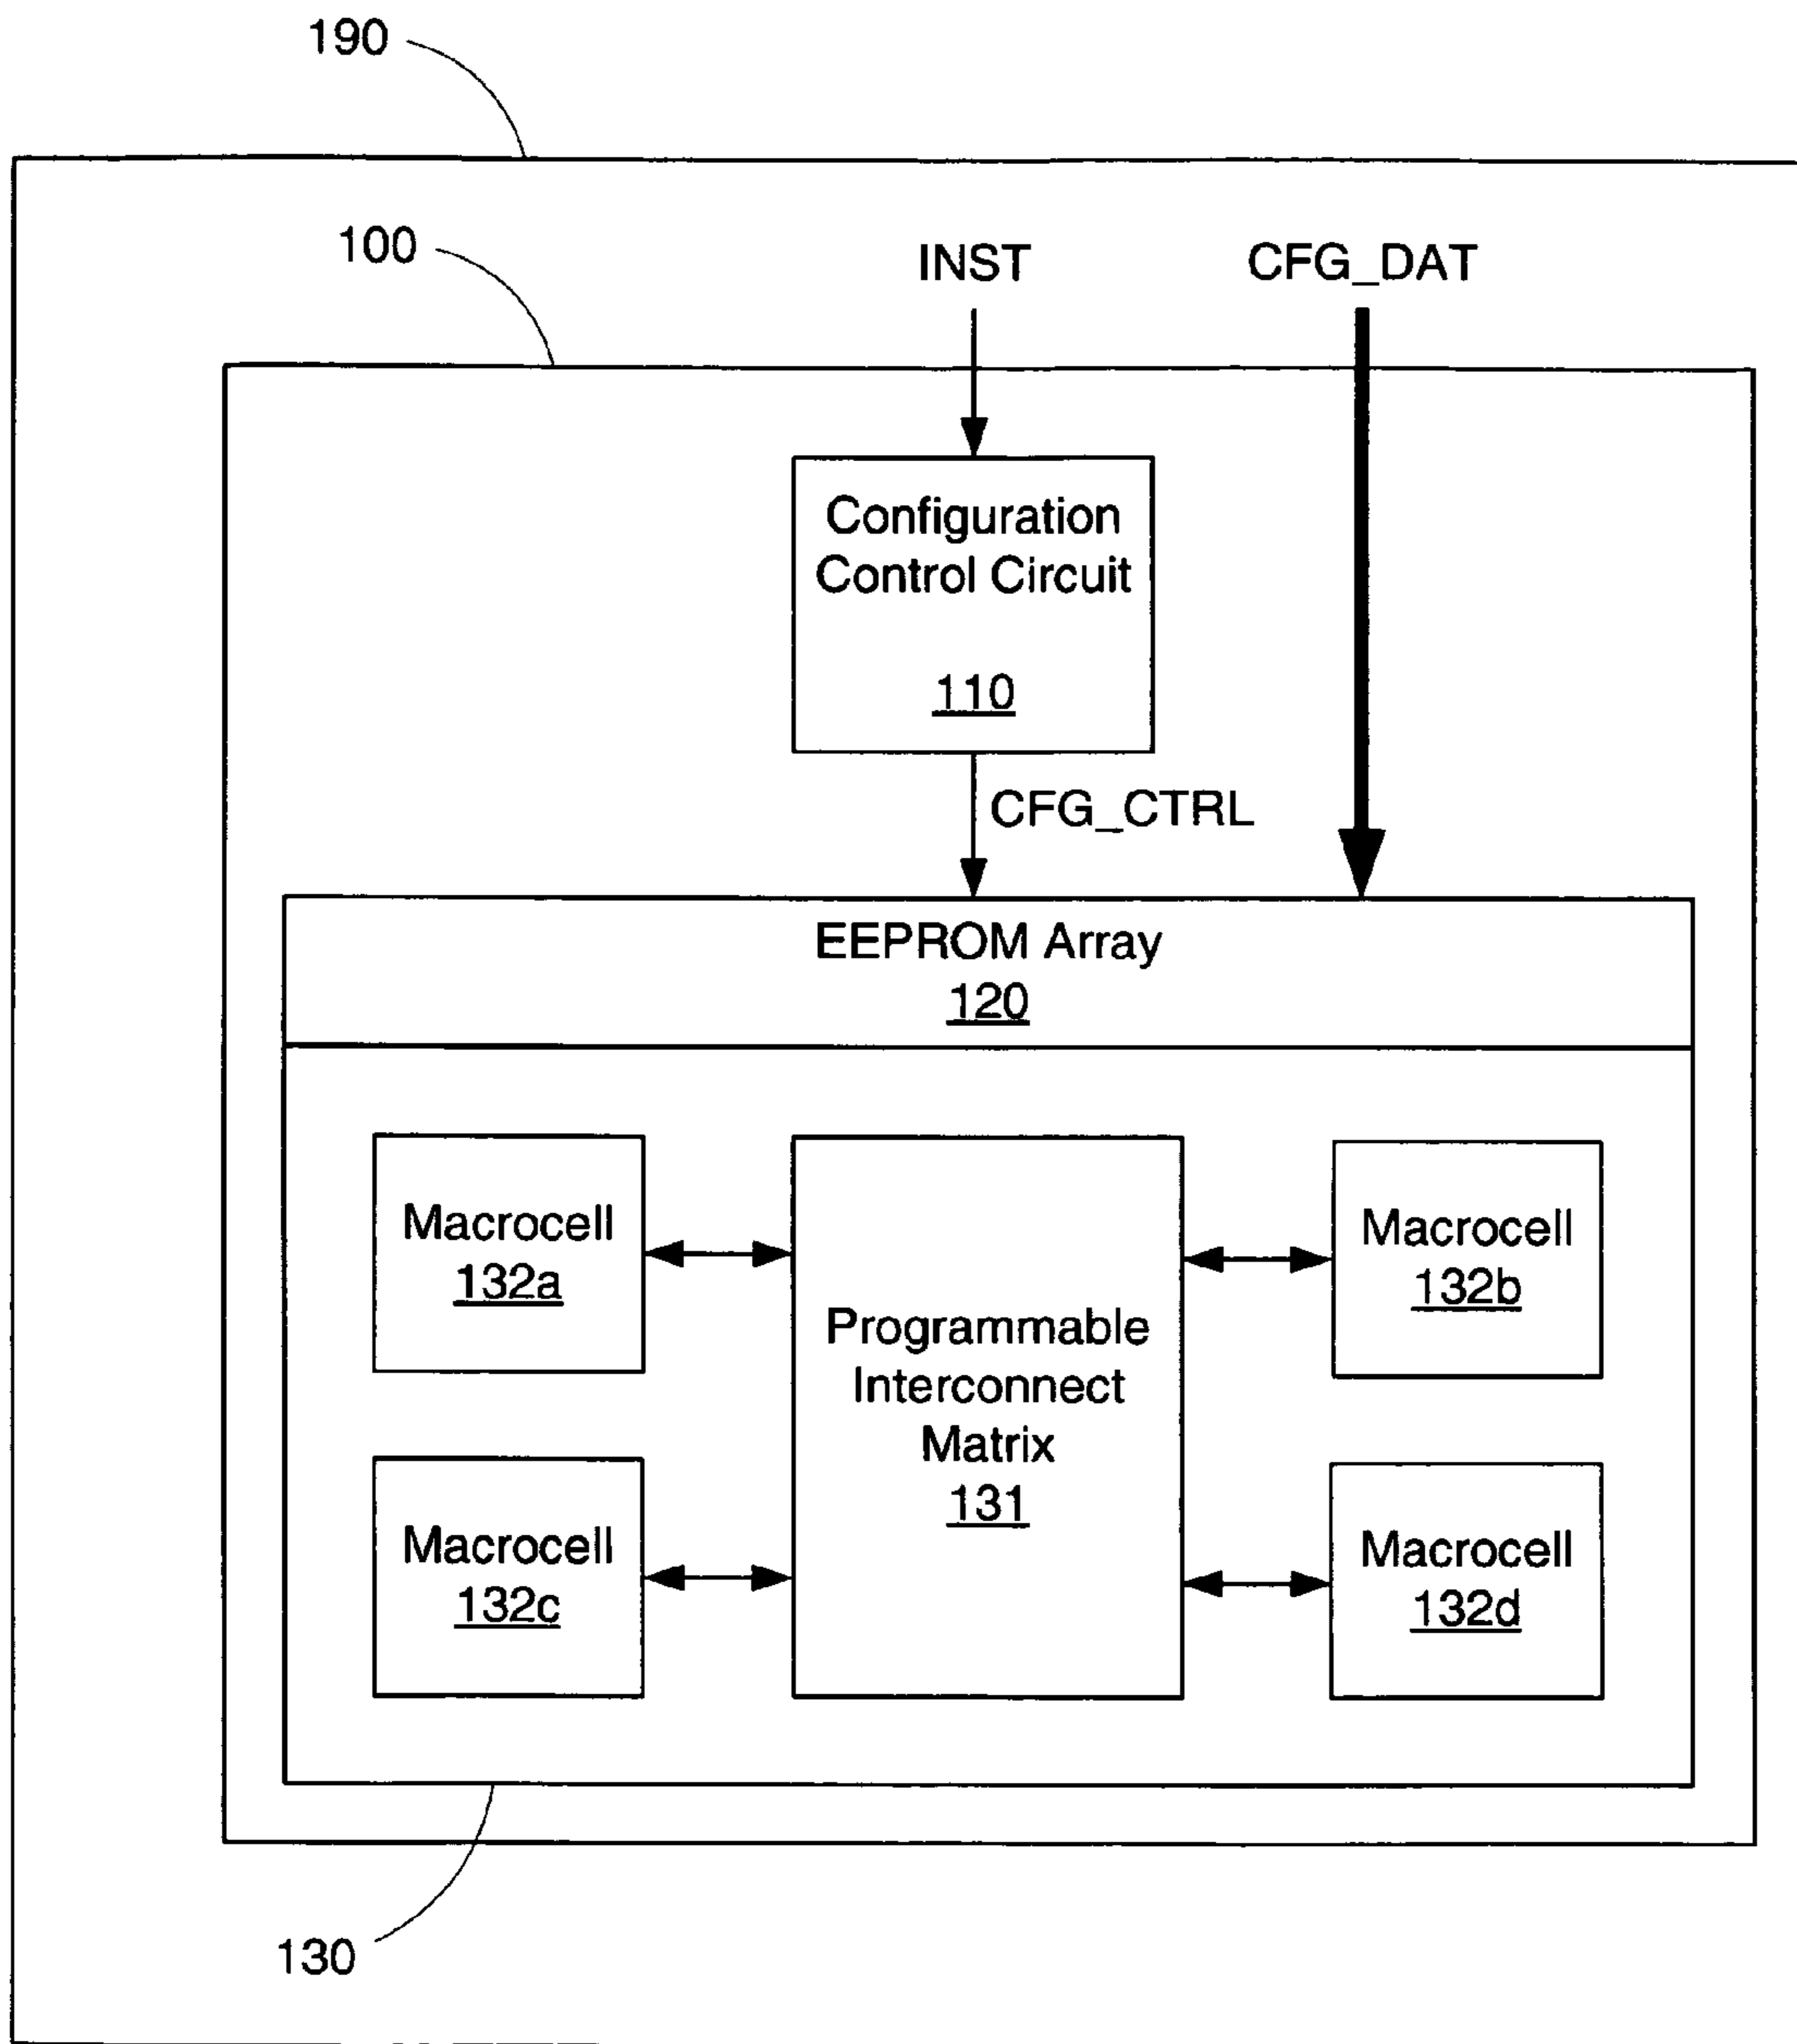 190
100
INST
CFG_DAT
Configuration
Control Circuit
110
CFG_CTRL
EEPROM Array
120
Macrocell
132a
Programmable
Interconnect
Matrix
131
Macrocell
132b
Macrocell
132c
Macrocell
132d
130